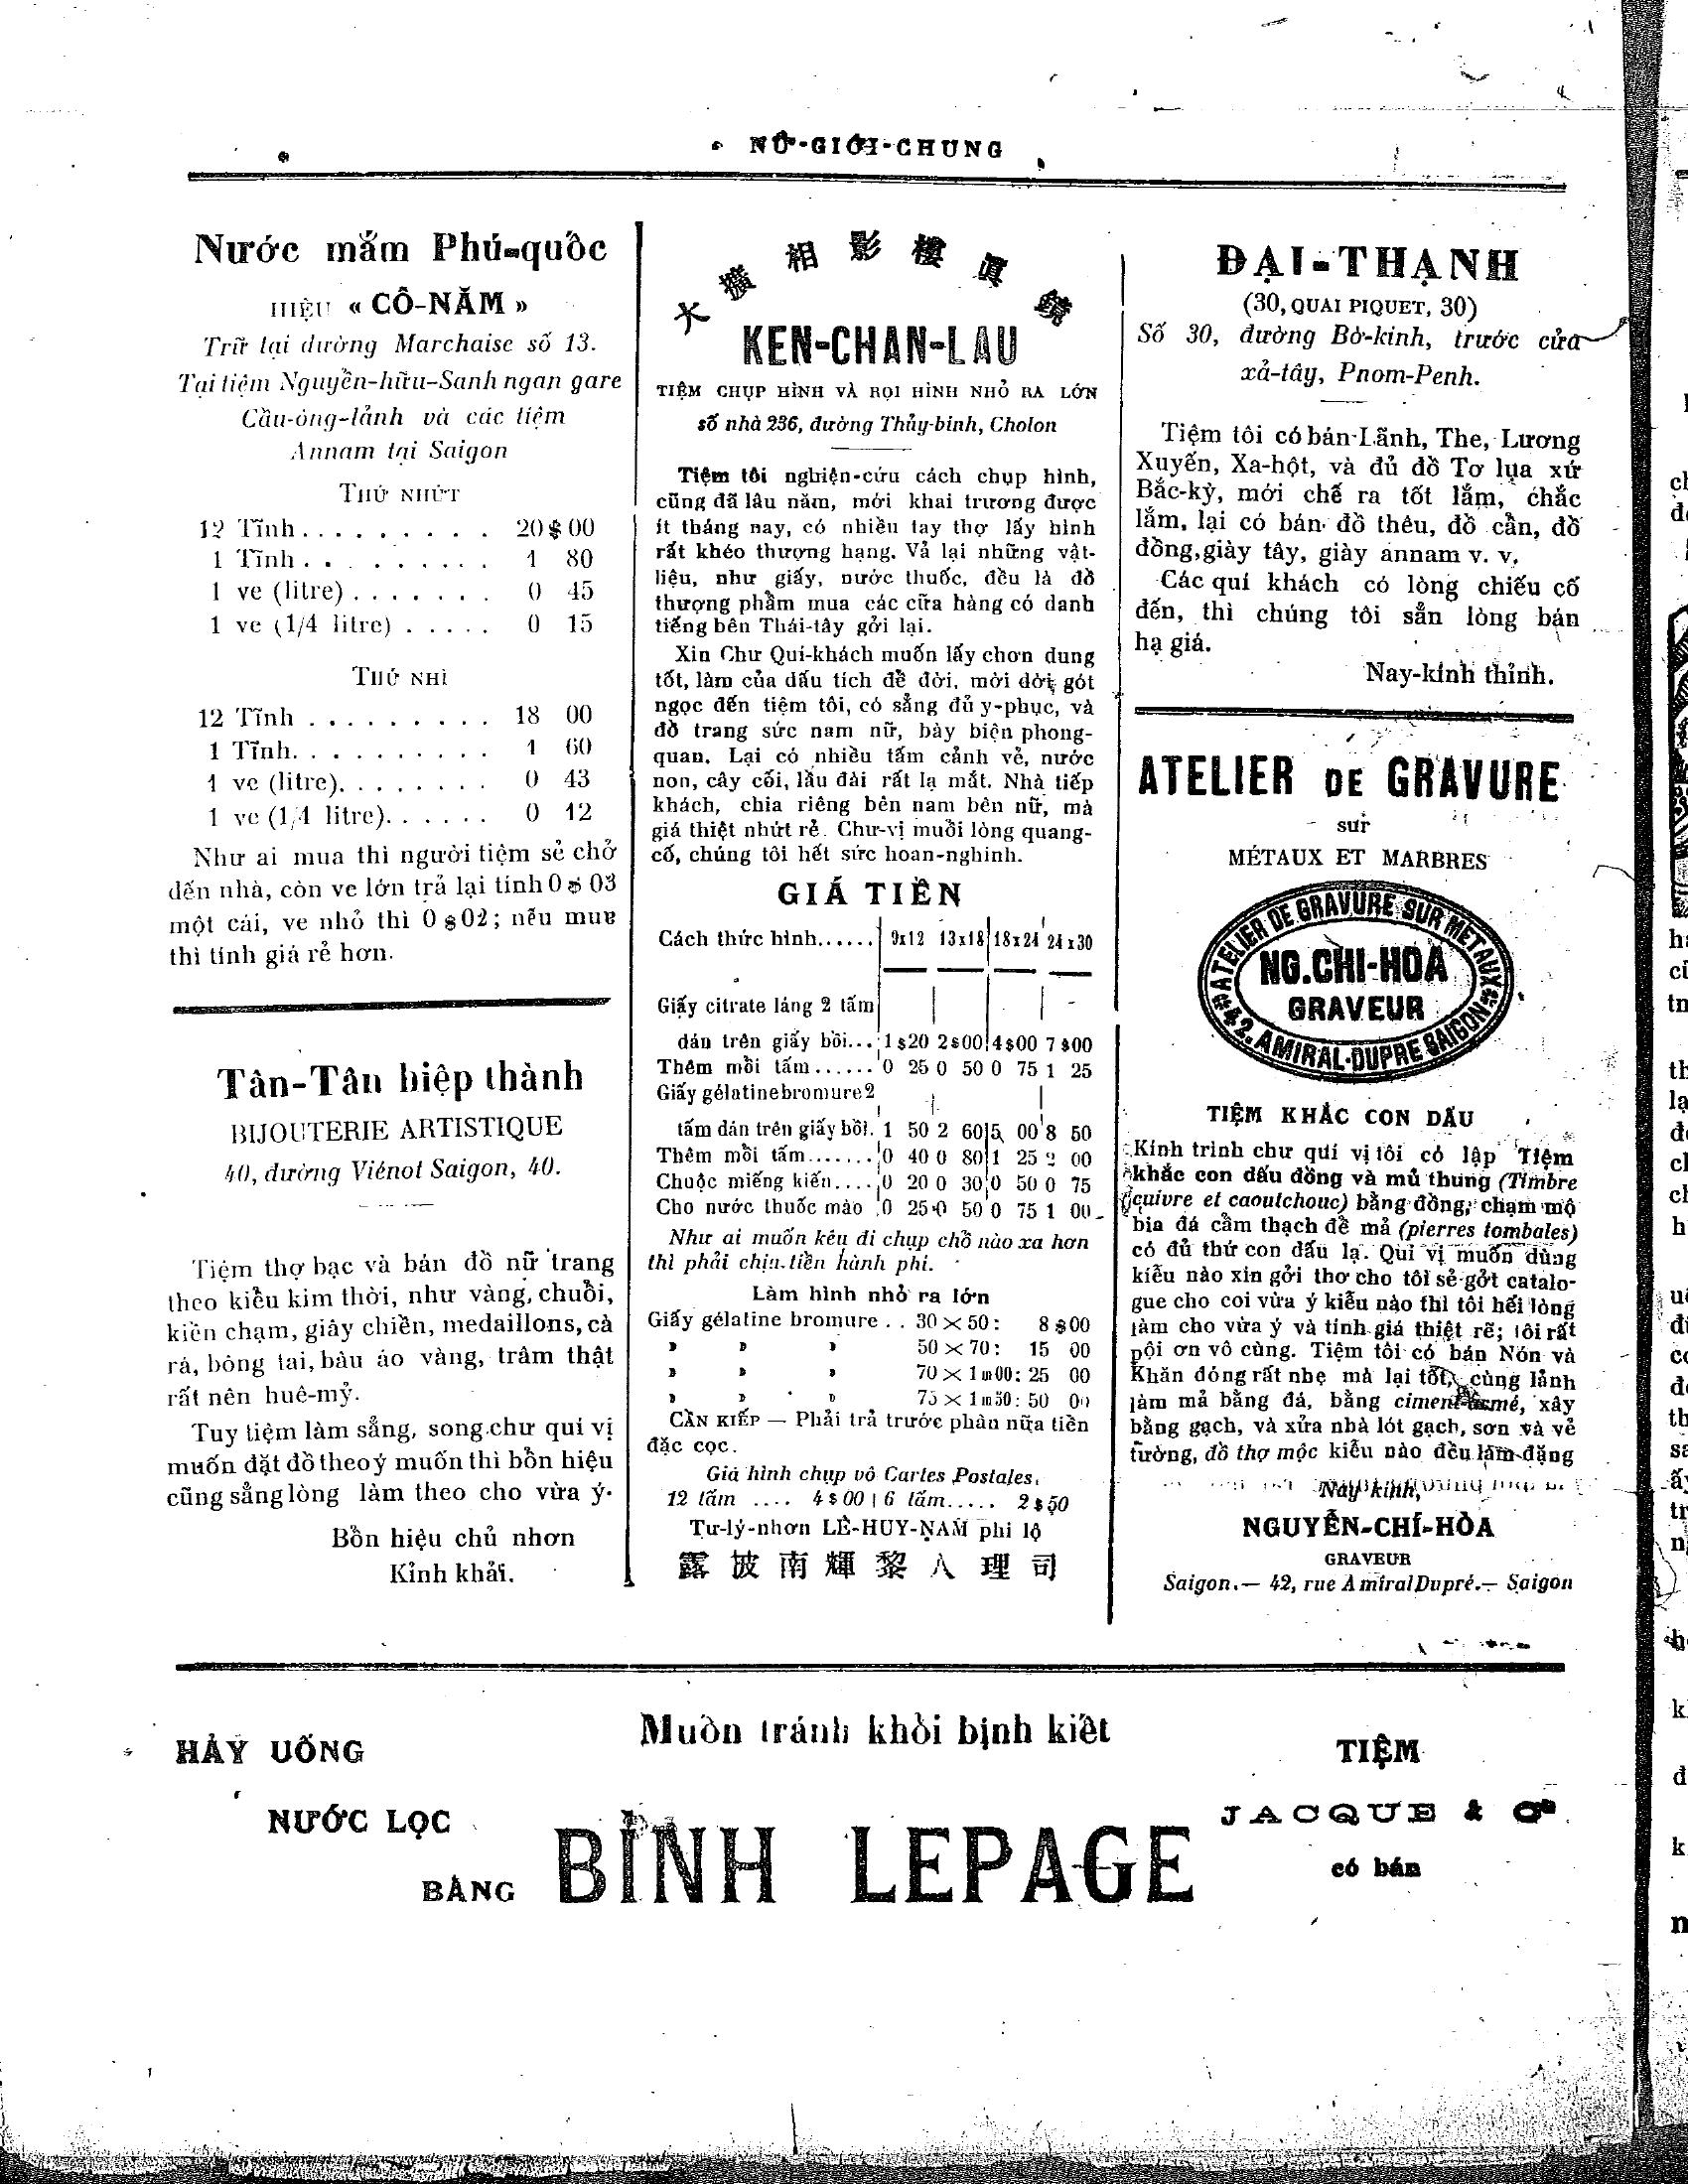 NỮ-GIỚI-CHUNG
Nước mắm Phú-quốc
HIỆU « CÔ-NĂM »
Trữ tại đường Marchaise số 13.
Tại tiệm Nguyễn-hữu-Sanh ngan gare
Cầu-ông-lảnh và các tiệm
Annam tại Saigon
THỨ NHỨT
12 Tĩnh . . . . . . . . . 20$00
1 Tĩnh . . . . . . . . . 1 80
1 ve (litre) . . . . . . . 0 45
1 ve (1/4 litre) . . . . . 0 15
THỨ NHÌ
12 Tĩnh . . . . . . . . . 18 00
1 Tĩnh. . . . . . . . . . 1 60
1 ve (litre). . . . . . . . 0 43
1 ve (1/4 litre). . . . . . 0 12
Như ai mua thì người tiệm sẻ chở
đến nhà, còn ve lớn trả lại tính 0$03
một cái, ve nhỏ thì 0$02; nếu mua
thì tính giá rẻ hơn.
Tân-Tân hiệp thành
BIJOUTERIE ARTISTIQUE
40, đường Viénot Saigon, 40.
Tiệm thợ bạc và bán đồ nữ trang
theo kiểu kim thời, như vàng, chuỗi,
kiền chạm, giây chiền, medaillons, cà
rá, bông tai, bàu áo vàng, trâm thật
rất nên huê-mỷ.
Tuy tiệm làm sẳng, song chư quí vị
muốn đặt đồ theo ý muốn thì bổn hiệu
cũng sẳng lòng làm theo cho vừa ý.
Bổn hiệu chủ nhơn
Kỉnh khải.
大擴相影樓眞鏡
KEN-CHAN-LAU
TIỆM CHỤP HÌNH VÀ RỌI HÌNH NHỎ RA LỚN
số nhà 236, đường Thủy-binh, Cholon
Tiệm tôi nghiện-cứu cách chụp hình,
cũng đã lâu năm, mới khai trương được
ít tháng nay, có nhiều tay thợ lấy hình
rất khéo thượng hạng. Vả lại những vật-
liệu, như giấy, nước thuốc, đều là đồ
thượng phẩm mua các cửa hàng có danh
tiếng bên Thái-tây gởi lại.
Xin Chư Quí-khách muốn lấy chơn dung
tốt, làm của dấu tích để đời, mời dời gót
ngọc đến tiệm tôi, có sẳng đủ y-phục, và
đồ trang sức nam nữ, bày biện phong-
quan. Lại có nhiều tấm cảnh vẻ, nước
non, cây cối, lầu đài rất lạ mắt. Nhà tiếp
khách, chia riêng bên nam bên nữ, mà
giá thiệt nhứt rẻ. Chư-vị muỗi lòng quang-
cố, chúng tôi hết sức hoan-nghinh.
GIÁ TIỀN
Cách thức hình...... 9x12 13x18 18x24 24x30
Giấy citrate láng 2 tấm
dán trên giấy bồi... 1$20 2$00 4$00 7$00
Thêm mỗi tấm...... 0 25 0 50 0 75 1 25
Giấy gélatine bromure 2
tấm dán trên giấy bồi. 1 50 2 60 5 00 8 50
Thêm mỗi tấm....... 0 40 0 80 1 25 2 00
Chuộc miếng kiến.... 0 20 0 30 0 50 0 75
Cho nước thuốc mào 0 25 0 50 0 75 1 00
Như ai muốn kêu đi chụp chổ nào xa hơn
thì phải chịu tiền hành phí.
Làm hình nhỏ ra lớn
Giấy gélatine bromure . . 30 × 50: 8$00
» » » 50 × 70: 15 00
» » » 70 × 1m00: 25 00
» » » 75 × 1m50: 50 00
CẦN KIẾP — Phải trả trước phân nữa tiền
đặc cọc.
Giá hình chụp vô Cartes Postales.
12 tấm .... 4$00 | 6 tấm..... 2$50
Tư-lý-nhơn LÊ-HUY-NAM phi lộ
露披南輝黎人理司
ĐẠI-THẠNH
(30, QUAI PIQUET, 30)
Số 30, đường Bờ-kinh, trước cửa
xả-tây, Pnom-Penh.
Tiệm tôi có bán Lãnh, The, Lương
Xuyến, Xa-hột, và đủ đồ Tơ lụa xứ
Bắc-kỳ, mới chế ra tốt lắm, chắc
lắm, lại có bán đồ thêu, đồ cẩn, đồ
đồng, giày tây, giày annam v. v.
Các quí khách có lòng chiếu cố
đến, thì chúng tôi sẳn lòng bán
hạ giá.
Nay-kính thỉnh.
ATELIER DE GRAVURE
sur
MÉTAUX ET MARBRES
ATELIER DE GRAVURE SUR METAUX
NG.CHI-HOA
GRAVEUR
42. AMIRAL-DUPRE SAIGON
TIỆM KHẮC CON DẤU
Kính trình chư quí vị tôi có lập Tiệm
khắc con dấu đồng và mủ thung (Timbre
cuivre et caoutchouc) bằng đồng, chạm mộ
bia đá cẩm thạch để mả (pierres tombales)
có đủ thứ con dấu lạ. Quí vị muốn dùng
kiểu nào xin gởi thơ cho tôi sẻ gởt catalo-
gue cho coi vừa ý kiểu nào thì tôi hết lòng
làm cho vừa ý và tính giá thiệt rẽ; tôi rất
đội ơn vô cùng. Tiệm tôi có bán Nón và
Khăn đóng rất nhẹ mà lại tốt, cùng lảnh
làm mả bằng đá, bằng ciment armé, xây
bằng gạch, và xửa nhà lót gạch, sơn và vẻ
tường, đồ thợ mộc kiểu nào đều làm đặng
Nay kính,
NGUYỄN-CHÍ-HÒA
GRAVEUR
Saigon.— 42, rue Amiral Dupré.— Saigon
Muốn tránh khỏi bịnh kiết
HẢY UỐNG
NƯỚC LỌC
BẰNG
BÌNH LEPAGE
TIỆM
JACQUE & Cie
có bán